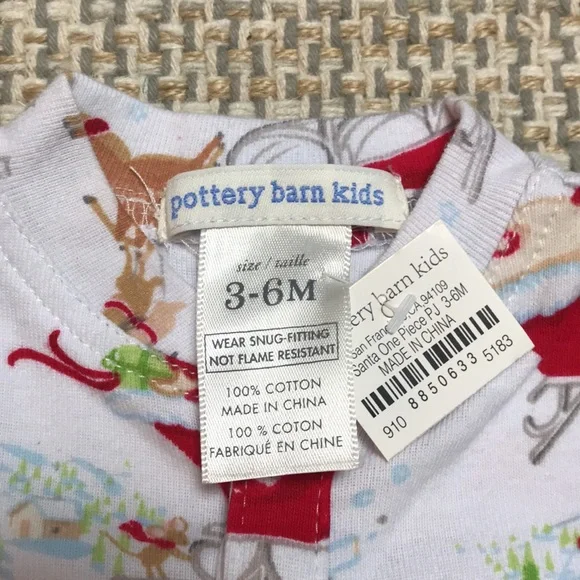 pottery barn kids
size / taille
3-6M
WEAR SNUG-FITTING
NOT FLAME RESISTANT
100% COTTON
MADE IN CHINA
100 % COTON
FABRIQUÉ EN CHINE
barn kids
San CA 94109
Santa One Piece PJ 3-6M
MADE IN CHINA
910 8850633 5183